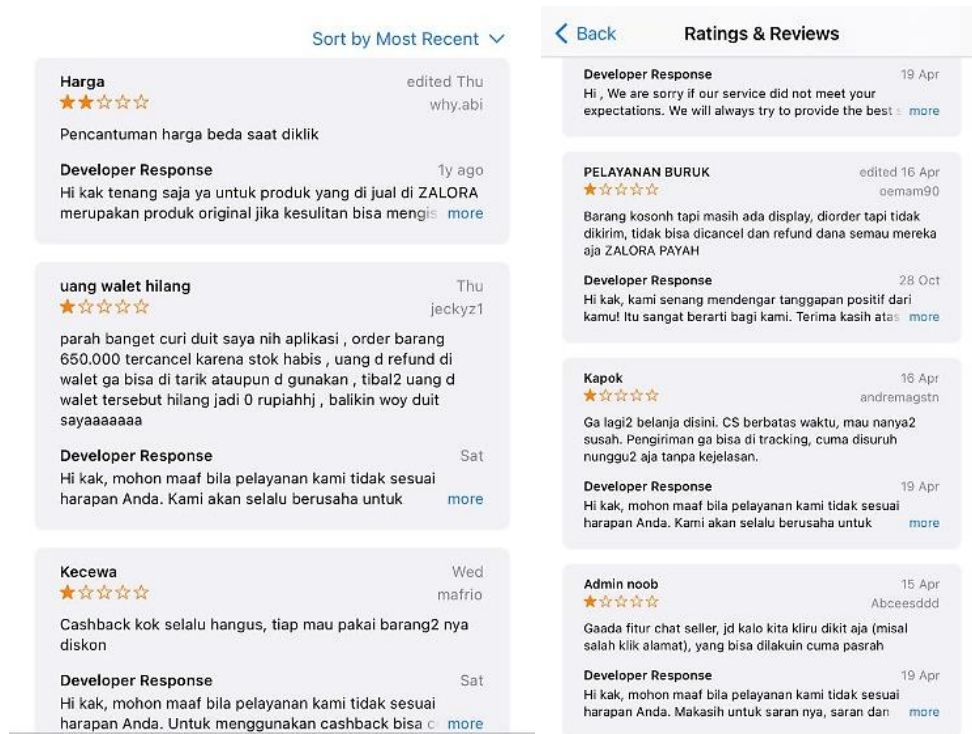 Sort by Most Recent
Harga
edited Thu
why.abi
Pencantuman harga beda saat diklik
Developer Response
1y ago
Hi kak tenang saja ya untuk produk yang di jual di ZALORA
merupakan produk original jika kesulitan bisa mengis more
uang walet hilang
Thu
jeckyz1
parah banget curi duit saya nih aplikasi , order barang
650.000 tercancel karena stok habis , uang d refund di
walet ga bisa di tarik ataupun d gunakan , tibal2 uang d
walet tersebut hilang jadi 0 rupiahhj , balikin woy duit
sayaaaaaaa
Developer Response
Sat
Hi kak, mohon maaf bila pelayanan kami tidak sesuai
harapan Anda. Kami akan selalu berusaha untuk more
Kecewa
Wed
mafrio
Cashback kok selalu hangus, tiap mau pakai barang2 nya
diskon
Developer Response
Sat
Hi kak, mohon maaf bila pelayanan kami tidak sesuai
harapan Anda. Untuk menggunakan cashback bisa c more
Back
Ratings & Reviews
Developer Response
19 Apr
Hi , We are sorry if our service did not meet your
expectations. We will always try to provide the best s more
PELAYANAN BURUK
edited 16 Apr
oemam90
Barang kosonh tapi masih ada display, diorder tapi tidak
dikirim, tidak bisa dicancel dan refund dana semau mereka
aja ZALORA PAYAH
Developer Response
28 Oct
Hi kak, kami senang mendengar tanggapan positif dari
kamu! Itu sangat berarti bagi kami. Terima kasih atas more
Kapok
16 Apr
andremagstn
Ga lagi2 belanja disini. CS berbatas waktu, mau nanya2
susah. Pengiriman ga bisa di tracking, cuma disuruh
nunggu2 aja tanpa kejelasan.
Developer Response
19 Apr
Hi kak, mohon maaf bila pelayanan kami tidak sesuai
harapan Anda. Kami akan selalu berusaha untuk more
Admin noob
15 Apr
Abceesddd
Gaada fitur chat seller, jd kalo kita kliru dikit aja (misal
salah klik alamat), yang bisa dilakuin cuma pasrah
Developer Response
19 Apr
Hi kak, mohon maaf bila pelayanan kami tidak sesuai
harapan Anda. Makasih untuk saran nya, saran dan more